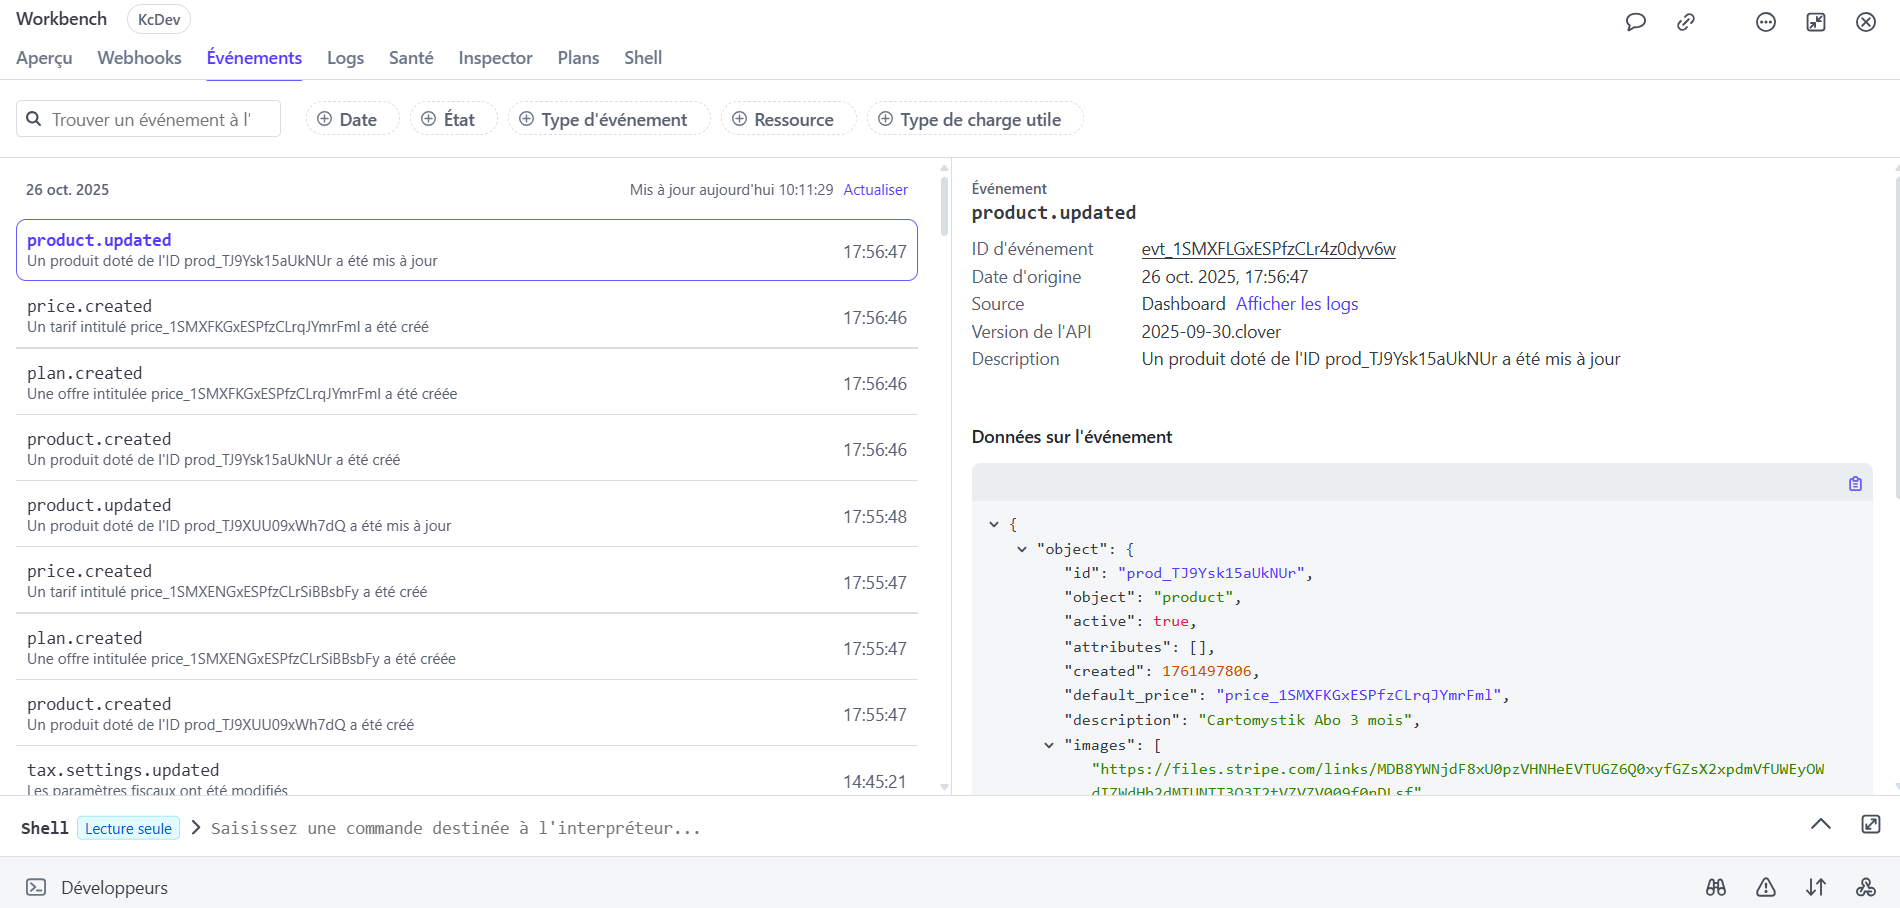 Workbench KcDev
Aperçu Webhooks Événements Logs Santé Inspector Plans Shell
Trouver un événement à l'
Date État Type d'événement Ressource Type de charge utile
26 oct. 2025 Mis à jour aujourd'hui 10:11:29 Actualiser
product.updated
Un produit doté de l'ID prod_TJ9Ysk15aUkNUr a été mis à jour
17:56:47
price.created
Un tarif intitulé price_1SMXFKGxESPfzCLrqJYmrFml a été créé
17:56:46
plan.created
Une offre intitulée price_1SMXFKGxESPfzCLrqJYmrFml a été créée
17:56:46
product.created
Un produit doté de l'ID prod_TJ9Ysk15aUkNUr a été créé
17:56:46
product.updated
Un produit doté de l'ID prod_TJ9XUU09xWh7dQ a été mis à jour
17:55:48
price.created
Un tarif intitulé price_1SMXENGxESPfzCLrSiBBsbFy a été créé
17:55:47
plan.created
Une offre intitulée price_1SMXENGxESPfzCLrSiBBsbFy a été créée
17:55:47
product.created
Un produit doté de l'ID prod_TJ9XUU09xWh7dQ a été créé
17:55:47
tax.settings.updated
Les paramètres fiscaux ont été modifiés
14:45:21
Événement
product.updated
ID d'événement evt_1SMXFLGxESPfzCLr4z0dyv6w
Date d'origine 26 oct. 2025, 17:56:47
Source Dashboard Afficher les logs
Version de l'API 2025-09-30.clover
Description Un produit doté de l'ID prod_TJ9Ysk15aUkNUr a été mis à jour
Données sur l'événement
{
"object": {
"id": "prod_TJ9Ysk15aUkNUr",
"object": "product",
"active": true,
"attributes": [],
"created": 1761497806,
"default_price": "price_1SMXFKGxESPfzCLrqJYmrFml",
"description": "Cartomystik Abo 3 mois",
"images": [
"https://files.stripe.com/links/MDB8YWNjdF8xU0pzVHNHeEVTUGZ6Q0xyfGZsX2xpdmVfUWEyOW
Shell Lecture seule Saisissez une commande destinée à l'interpréteur...
Développeurs